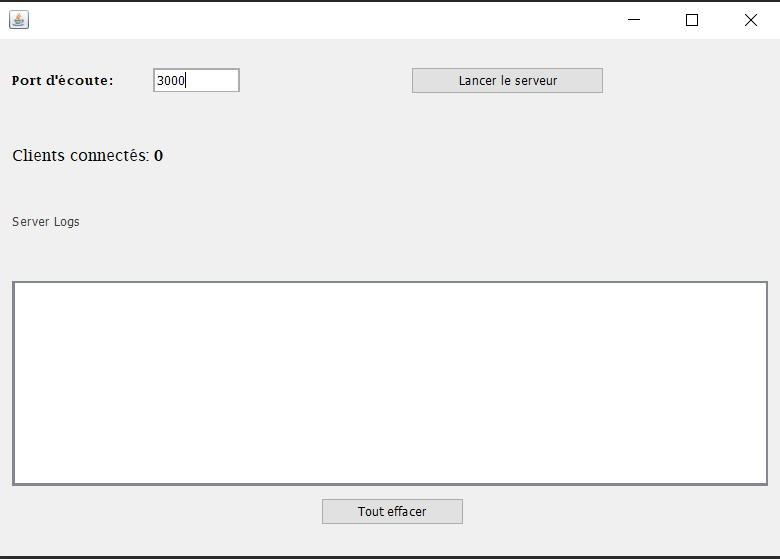 Port d'écoute: 3000 Lancer le serveur
Clients connectés: 0
Server Logs
Tout effacer